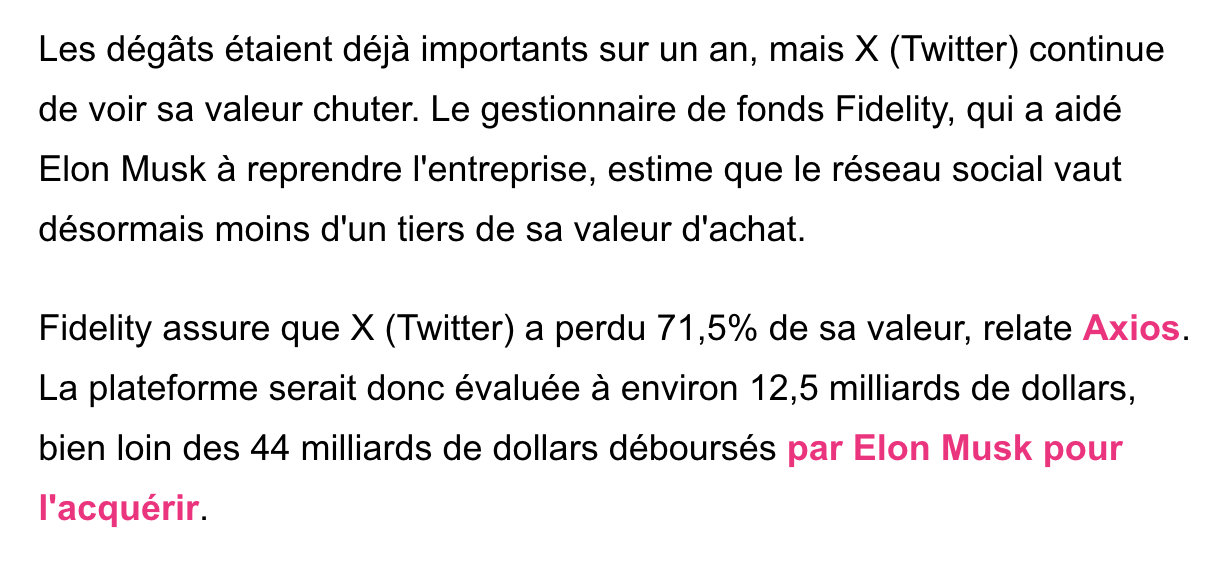 Les dégâts étaient déjà importants sur un an, mais X (Twitter) continue
de voir sa valeur chuter. Le gestionnaire de fonds Fidelity, qui a aidé
Elon Musk à reprendre l'entreprise, estime que le réseau social vaut
désormais moins d'un tiers de sa valeur d'achat.
Fidelity assure que X (Twitter) a perdu 71,5% de sa valeur, relate Axios.
La plateforme serait donc évaluée à environ 12,5 milliards de dollars,
bien loin des 44 milliards de dollars déboursés par Elon Musk pour
l'acquérir.